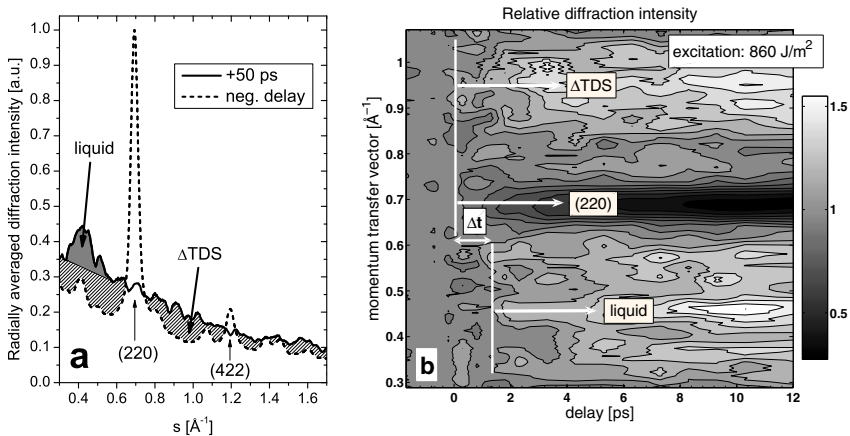 Radially averaged diffraction intensity [a.u.]
1.0
0.9
0.8
0.7
0.6
0.5
0.4
0.3
0.2
0.1
0.0
+50 ps
neg. delay
liquid
ΔTDS
(220)
(422)
a
0.4 0.6 0.8 1.0 1.2 1.4 1.6
s [Å⁻¹]
Relative diffraction intensity
excitation: 860 J/m²
momentum transfer vector [Å⁻¹]
1
0.9
0.8
0.7
0.6
0.5
0.4
0.3
ΔTDS
(220)
Δt
liquid
b
0 2 4 6 8 10 12
delay [ps]
1.5
1
0.5